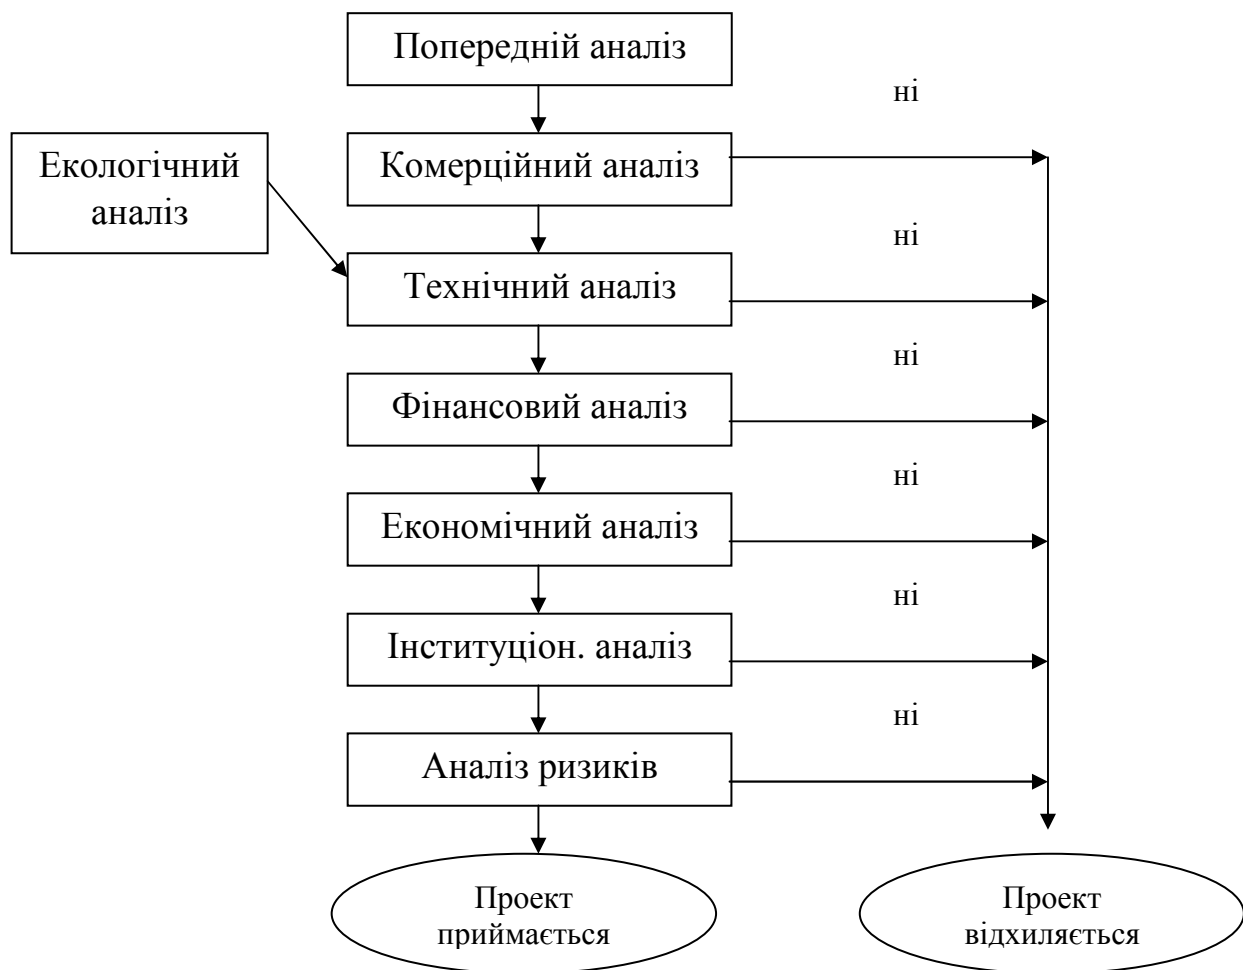 Попередній аналіз
ні
Екологічний
аналіз
Комерційний аналіз
ні
Технічний аналіз
ні
Фінансовий аналіз
ні
Економічний аналіз
ні
Інституціон. аналіз
ні
Аналіз ризиків
Проект
приймається
Проект
відхиляється